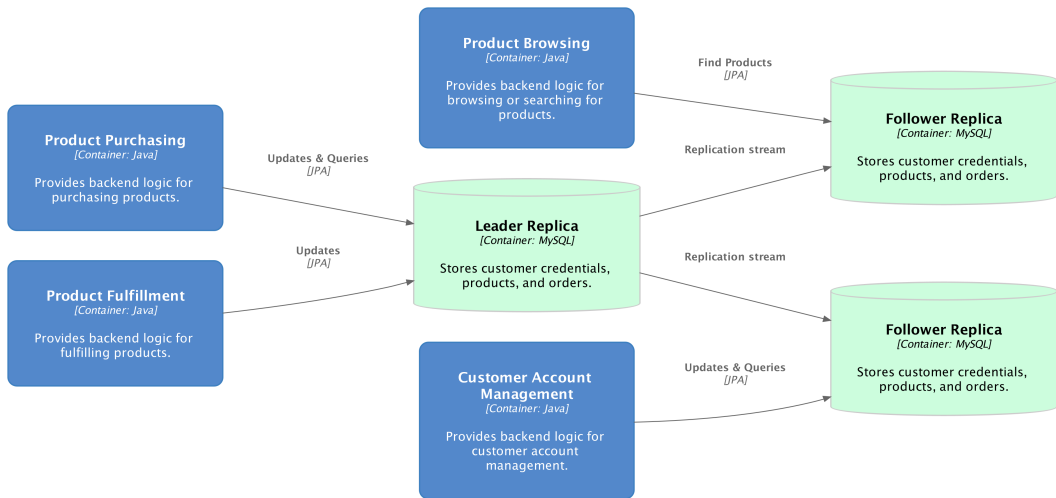 Product Browsing
[Container: Java]
Provides backend logic for
browsing or searching for
products.
Find Products
[JPA]
Follower Replica
[Container: MySQL]
Stores customer credentials,
products, and orders.
Product Purchasing
[Container: Java]
Provides backend logic for
purchasing products.
Updates & Queries
[JPA]
Replication stream
Leader Replica
[Container: MySQL]
Stores customer credentials,
products, and orders.
Updates
[JPA]
Replication stream
Product Fulfillment
[Container: Java]
Provides backend logic for
fulfilling products.
Follower Replica
[Container: MySQL]
Stores customer credentials,
products, and orders.
Customer Account
Management
[Container: Java]
Provides backend logic for
customer account
management.
Updates & Queries
[JPA]